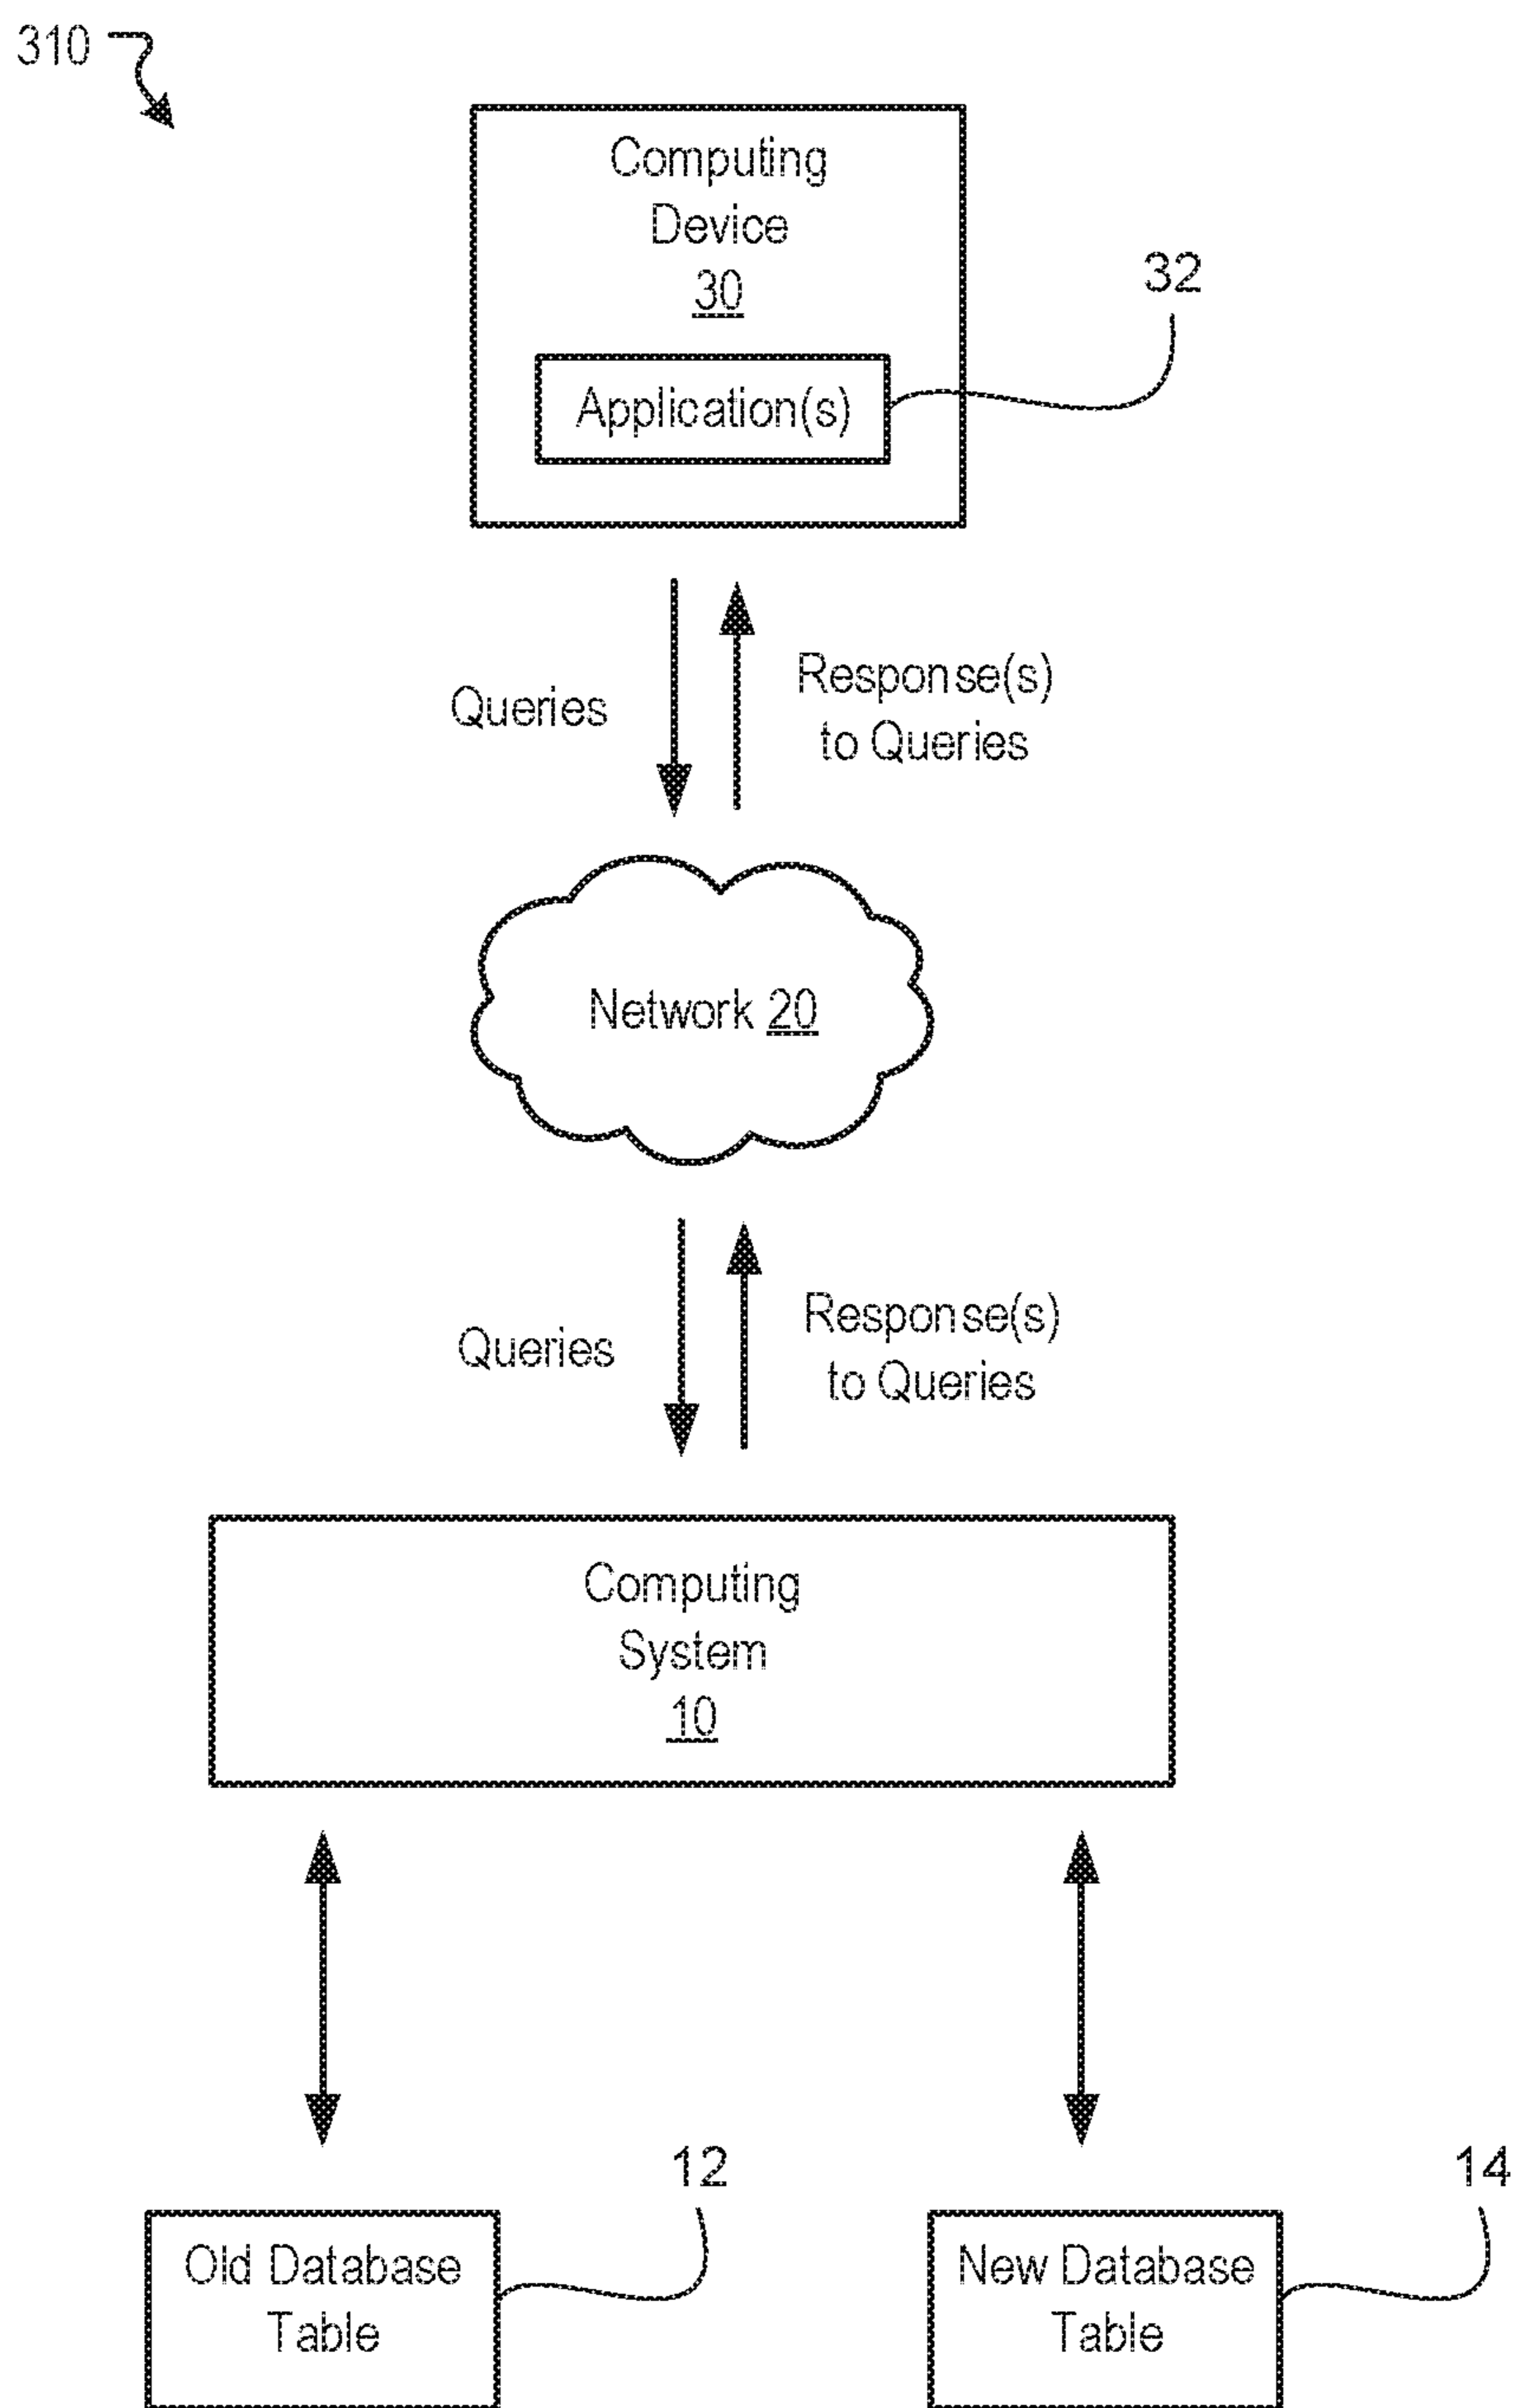 310
Computing
Device
30
32
Application(s)
Queries
Response(s)
to Queries
Network 20
Queries
Response(s)
to Queries
Computing
System
10
12
14
Old Database
Table
New Database
Table